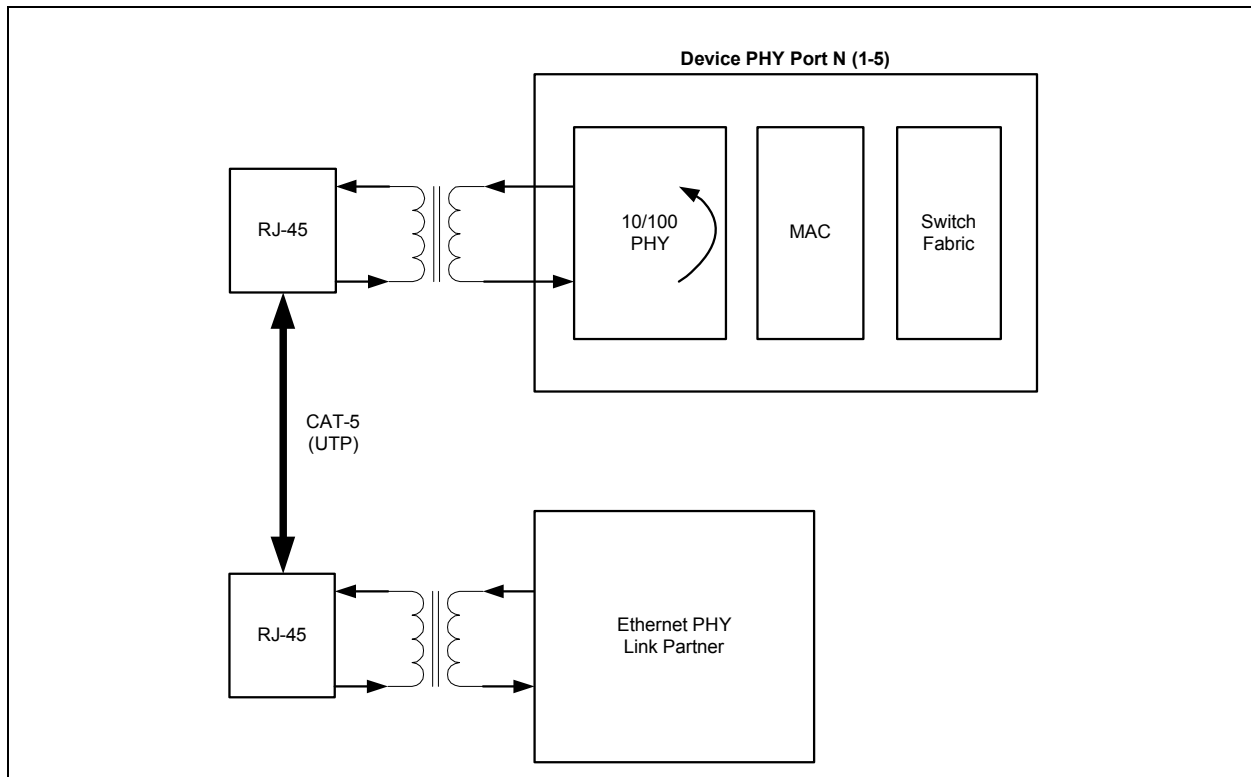 Device PHY Port N (1-5)
RJ-45
10/100
PHY
MAC
Switch
Fabric
CAT-5
(UTP)
RJ-45
Ethernet PHY
Link Partner